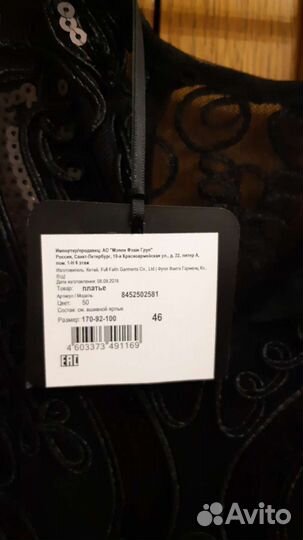 Импортер/продавец: АО "Мэлон Фэшн Груп"
Россия, Санкт-Петербург, 10-я Красноармейская ул., д. 22, литер А,
пом. 1-Н 6 этаж
Изготовитель: Китай, Full Faith Garments Co., Ltd ( Фулл Фэйтх Гарментс Ко.,
Лтд)
Дата изготовления: 08.09.2018
Товар: платье
Артикул / Модель: 8452502581
Цвет: 50
Состав: см. вшивной ярлык
Размер: 170-92-100 46
4 603373 491169
EAC
Avito